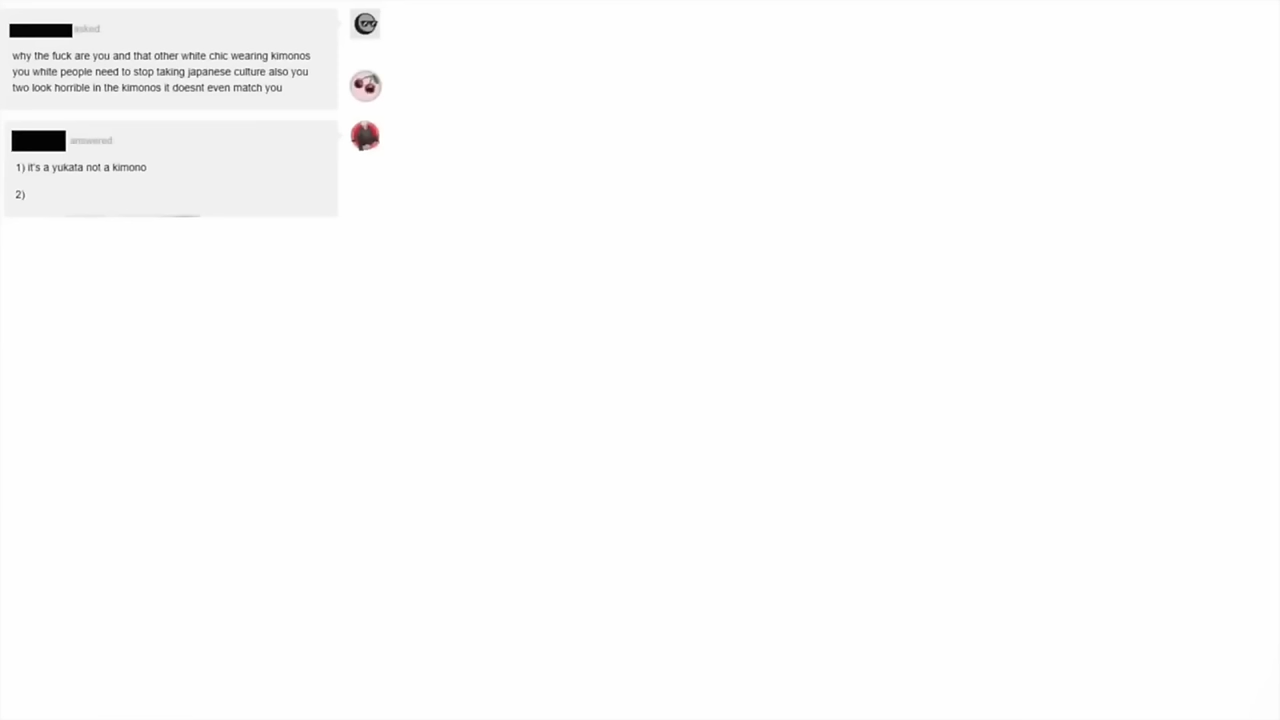 asked
why the fuck are you and that other white chic wearing kimonos
you white people need to stop taking japanese culture also you
two look horrible in the kimonos it doesnt even match you
answered
1) it's a yukata not a kimono
2)